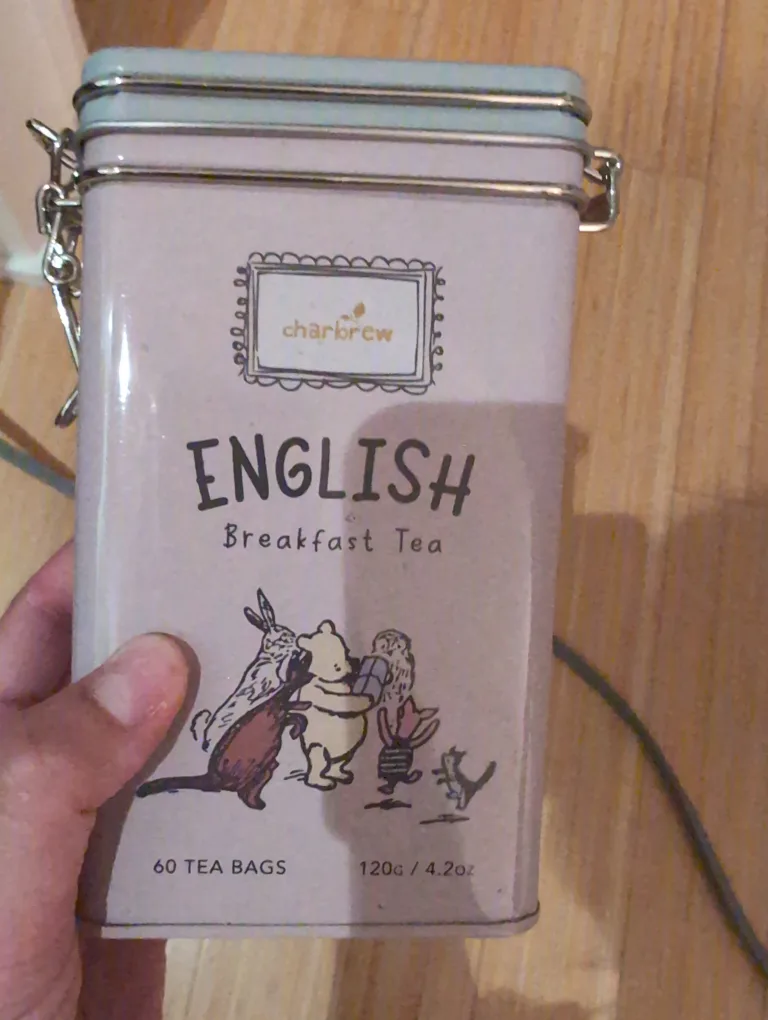 charbrew
ENGLISH
Breakfast Tea
60 TEA BAGS 120g / 4.2oz